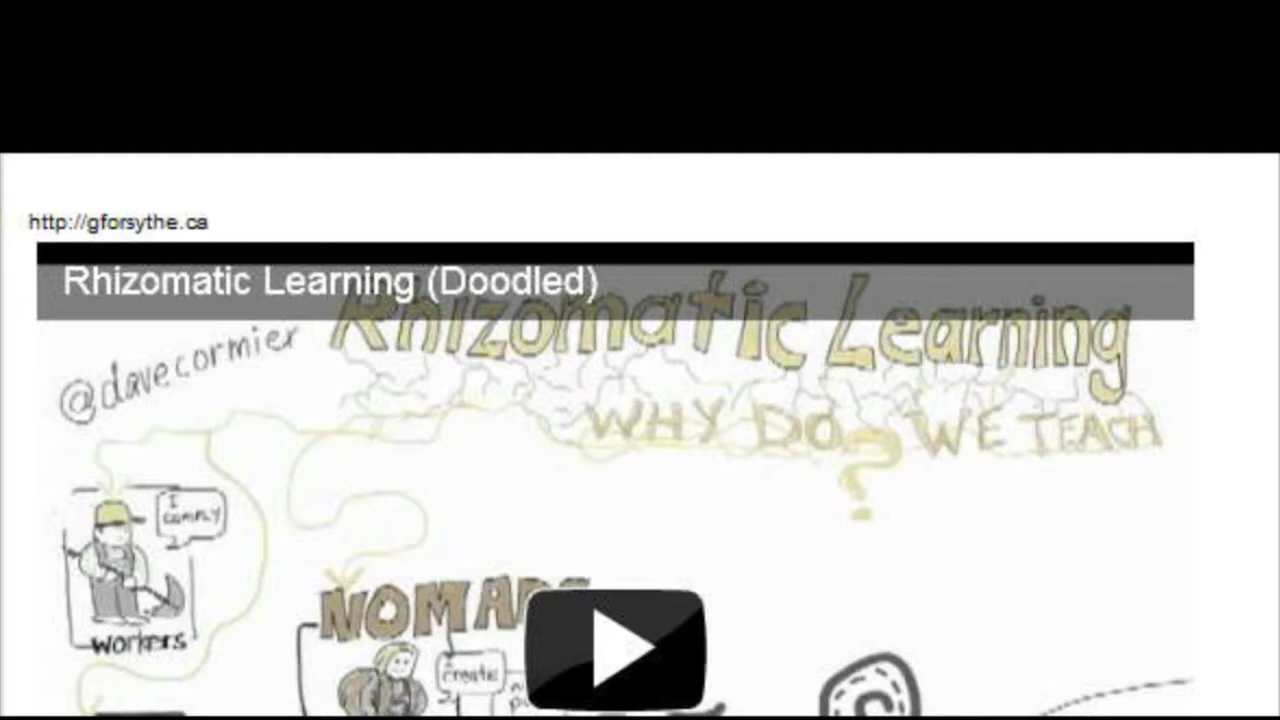 http://gforsythe.ca
Rhizomatic Learning (Doodled)
Rhizomatic Learning
@davecormier
WHY DO WE TEACH
?
I
COMPLY
workers
NOMADS
Create